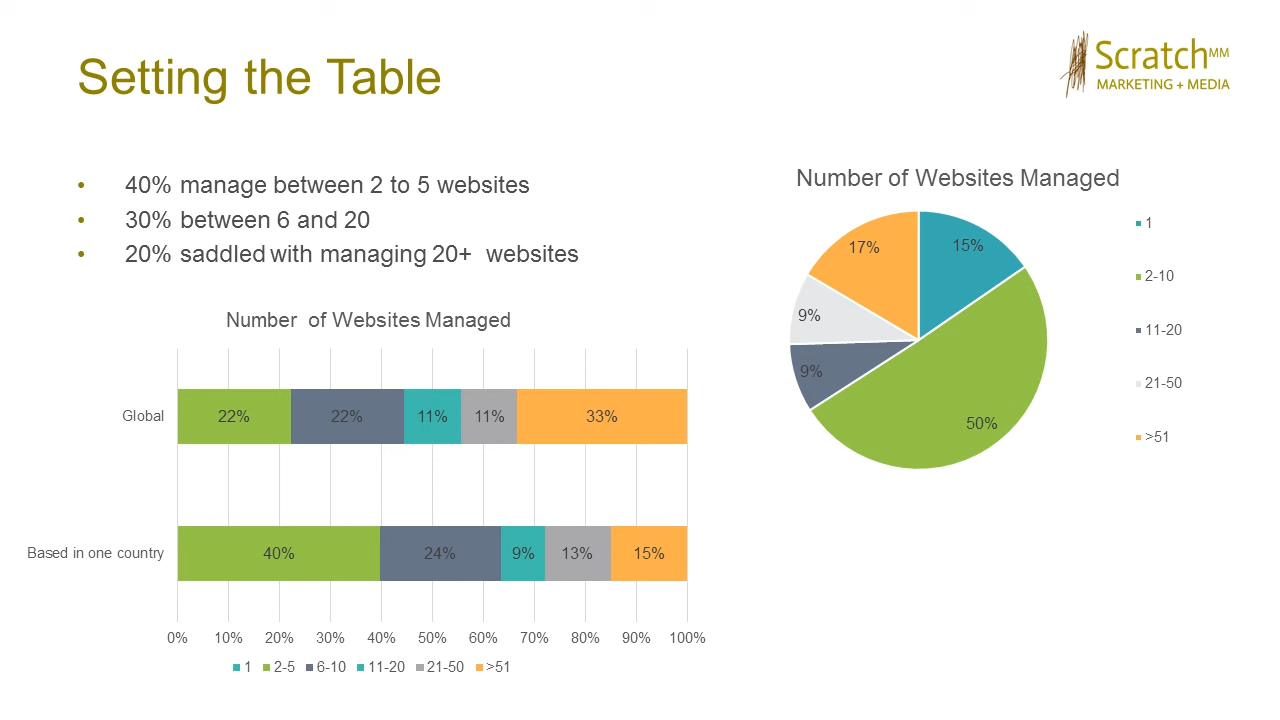 Setting the Table
Scratch MM
MARKETING + MEDIA
• 40% manage between 2 to 5 websites
• 30% between 6 and 20
• 20% saddled with managing 20+ websites
Number of Websites Managed
Global
22% 22% 11% 11% 33%
Based in one country
40% 24% 9% 13% 15%
0% 10% 20% 30% 40% 50% 60% 70% 80% 90% 100%
1 2-5 6-10 11-20 21-50 >51
Number of Websites Managed
17%
15%
9%
9%
50%
1
2-10
11-20
21-50
>51